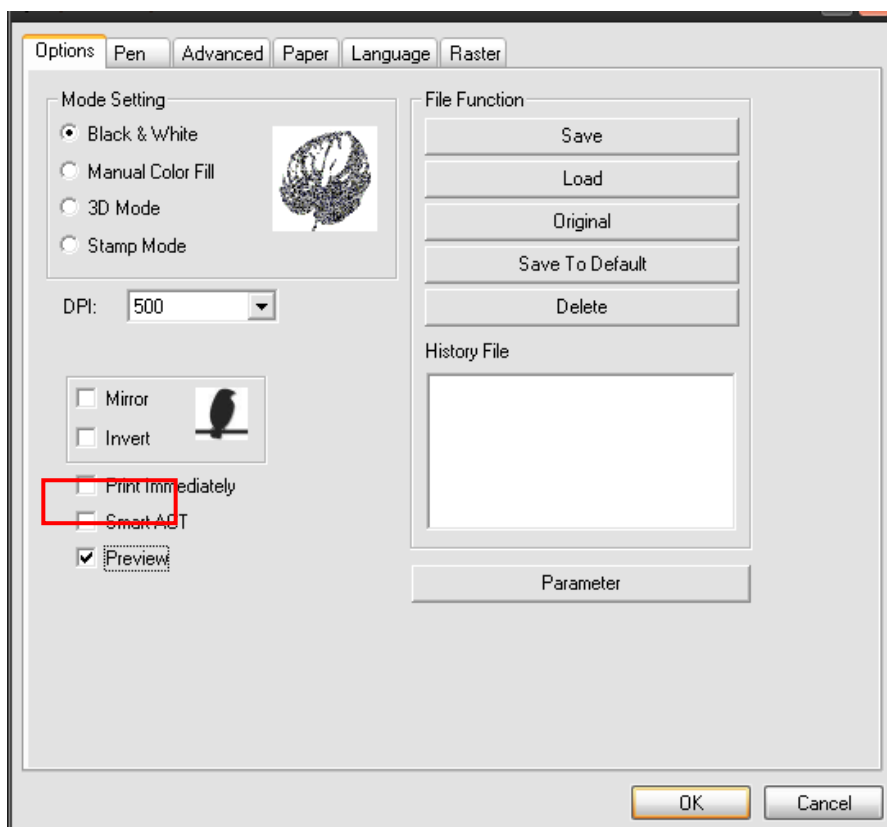 Options Pen Advanced Paper Language Raster
Mode Setting
Black & White
Manual Color Fill
3D Mode
Stamp Mode
DPI: 500
Mirror
Invert
Print Immediately
Smart ACT
Preview
File Function
Save
Load
Original
Save To Default
Delete
History File
Parameter
OK Cancel